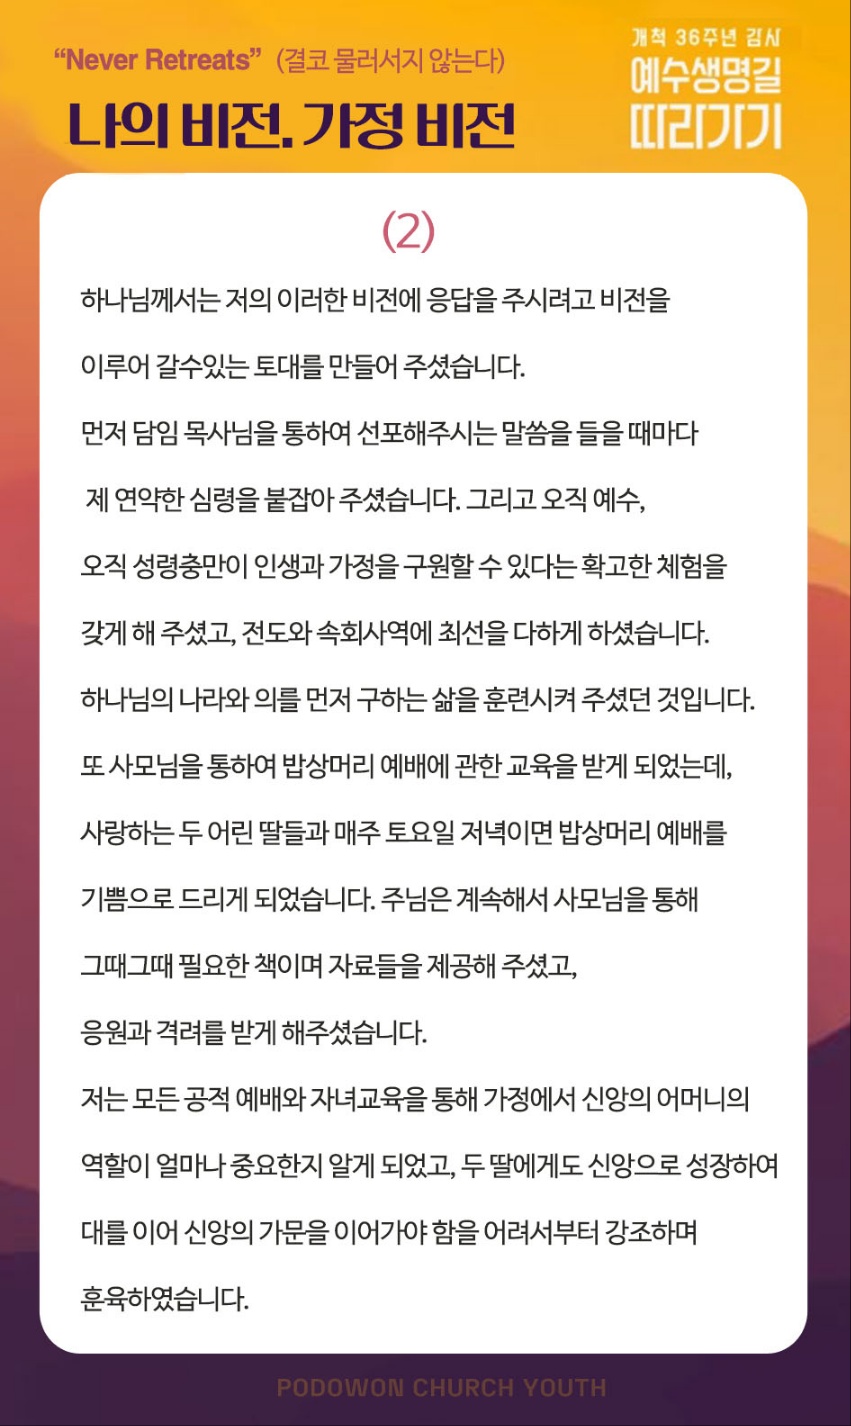 “Never Retreats” (결코 물러서지 않는다)
나의 비전. 가정 비전
개척 36주년 감사
예수생명길
따라가기
(2)
하나님께서는 저의 이러한 비전에 응답을 주시려고 비전을
이루어 갈수있는 토대를 만들어 주셨습니다.
먼저 담임 목사님을 통하여 선포해주시는 말씀을 들을 때마다
제 연약한 심령을 붙잡아 주셨습니다. 그리고 오직 예수,
오직 성령충만이 인생과 가정을 구원할 수 있다는 확고한 체험을
갖게 해 주셨고, 전도와 속회사역에 최선을 다하게 하셨습니다.
하나님의 나라와 의를 먼저 구하는 삶을 훈련시켜 주셨던 것입니다.
또 사모님을 통하여 밥상머리 예배에 관한 교육을 받게 되었는데,
사랑하는 두 어린 딸들과 매주 토요일 저녁이면 밥상머리 예배를
기쁨으로 드리게 되었습니다. 주님은 계속해서 사모님을 통해
그때그때 필요한 책이며 자료들을 제공해 주셨고,
응원과 격려를 받게 해주셨습니다.
저는 모든 공적 예배와 자녀교육을 통해 가정에서 신앙의 어머니의
역할이 얼마나 중요한지 알게 되었고, 두 딸에게도 신앙으로 성장하여
대를 이어 신앙의 가문을 이어가야 함을 어려서부터 강조하며
훈육하였습니다.
PODOWON CHURCH YOUTH